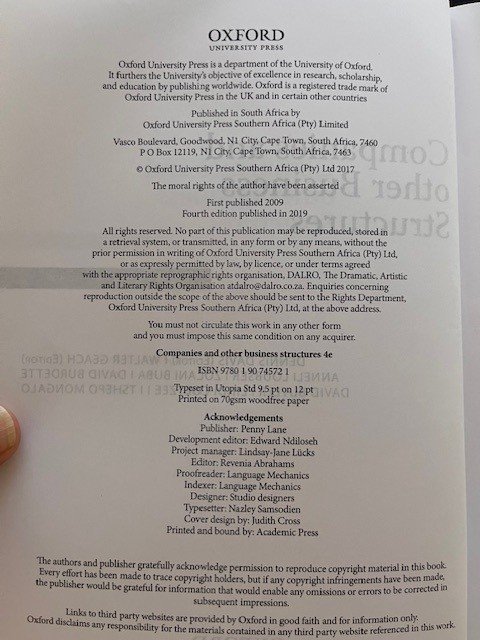 OXFORD
UNIVERSITY PRESS
Oxford University Press is a department of the University of Oxford.
It furthers the University's objective of excellence in research, scholarship,
and education by publishing worldwide. Oxford is a registered trade mark of
Oxford University Press in the UK and in certain other countries
Published in South Africa by
Oxford University Press Southern Africa (Pty) Limited
Vasco Boulevard, Goodwood, N1 City, Cape Town, South Africa, 7460
P O Box 12119, N1 City, Cape Town, South Africa, 7463
© Oxford University Press Southern Africa (Pty) Ltd 2017
The moral rights of the author have been asserted
First published 2009
Fourth edition published in 2019
All rights reserved. No part of this publication may be reproduced, stored in
a retrieval system, or transmitted, in any form or by any means, without the
prior permission in writing of Oxford University Press Southern Africa (Pty) Ltd,
or as expressly permitted by law, by licence, or under terms agreed
with the appropriate reprographic rights organisation, DALRO, The Dramatic, Artistic
and Literary Rights Organisation atdalro@dalro.co.za. Enquiries concerning
reproduction outside the scope of the above should be sent to the Rights Department,
Oxford University Press Southern Africa (Pty) Ltd, at the above address.
You must not circulate this work in any other form
and you must impose this same condition on any acquirer.
Companies and other business structures 4e
ISBN 9780 1 90 74572 1
Typeset in Utopia Std 9.5 pt on 12 pt
Printed on 70gsm woodfree paper
Acknowledgements
Publisher: Penny Lane
Development editor: Edward Ndiloseh
Project manager: Lindsay-Jane Lücks
Editor: Revenia Abrahams
Proofreader: Language Mechanics
Indexer: Language Mechanics
Designer: Studio designers
Typesetter: Nazley Samsodien
Cover design by: Judith Cross
Printed and bound by: Academic Press
The authors and publisher gratefully acknowledge permission to reproduce copyright material in this book.
Every effort has been made to trace copyright holders, but if any copyright infringements have been made,
the publisher would be grateful for information that would enable any omissions or errors to be corrected in
subsequent impressions.
Links to third party websites are provided by Oxford in good faith and for information only.
Oxford disclaims any responsibility for the materials contained in any third party website referenced in this work.